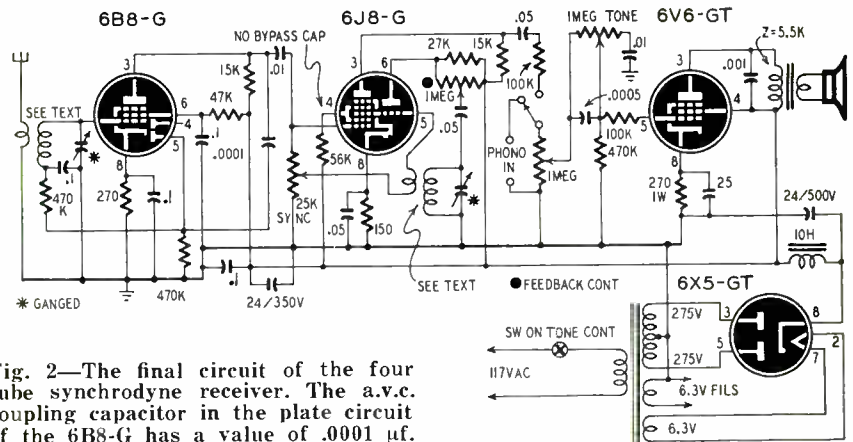 6B8-G
6J8-G
6V6-GT
NO BYPASS CAP
1MEG TONE
Z=5.5K
.05
.01
3
15K
.01
3
6
27K
15K
3
.001
SEE TEXT
47K
6
4
5
1MEG
100K
.0005
4
*
.1
.0001
4
5
.05
PHONO
IN
100K
470K
5
.1
8
56K
8
1MEG
8
470
K
270
.1
25K
SYNC
.05
150
*
270
1W
25
24/500V
10H
* GANGED
470K
.1
24/350V
SEE TEXT
● FEEDBACK CONT
6X5-GT
SW ON TONE CONT
275V
3
8
117VAC
275V
5
2
7
6.3V FILS
6.3V
Fig. 2—The final circuit of the four
tube synchrodyne receiver. The a.v.c.
coupling capacitor in the plate circuit
of the 6B8-G has a value of .0001 µf.